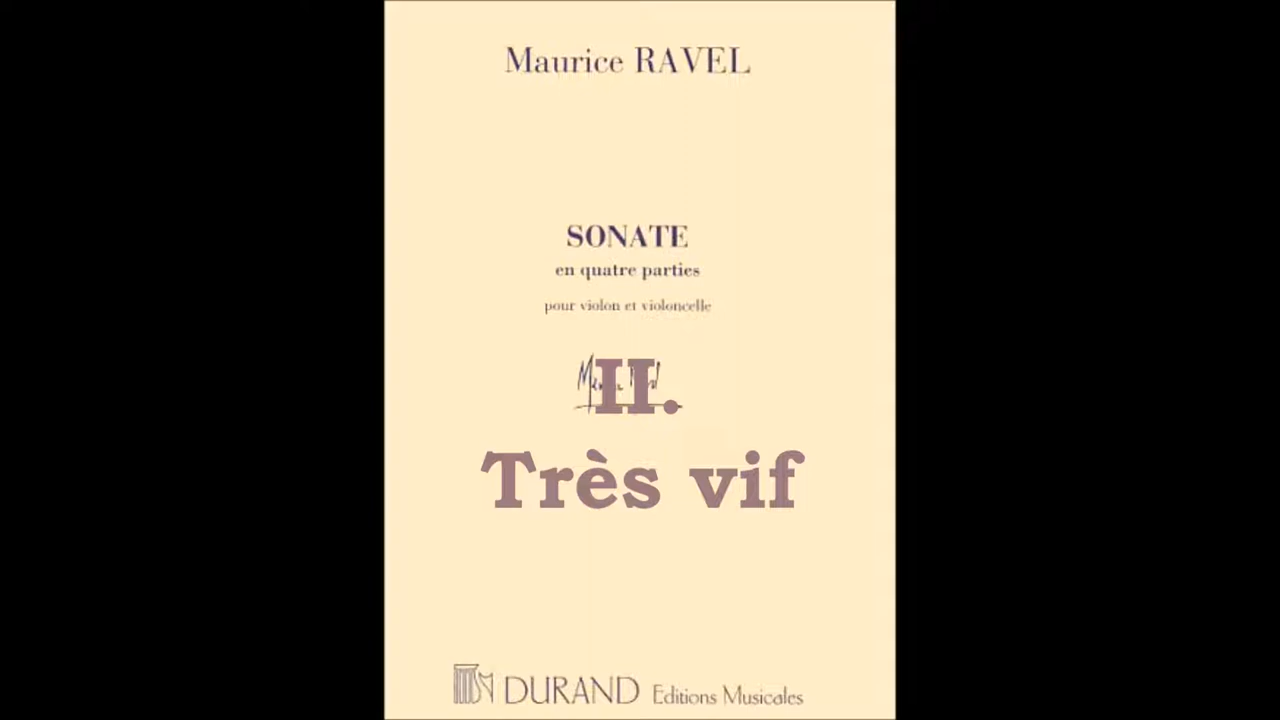 Maurice RAVEL
SONATE
en quatre parties
pour violon et violoncelle
II.
Très vif
DURAND Editions Musicales